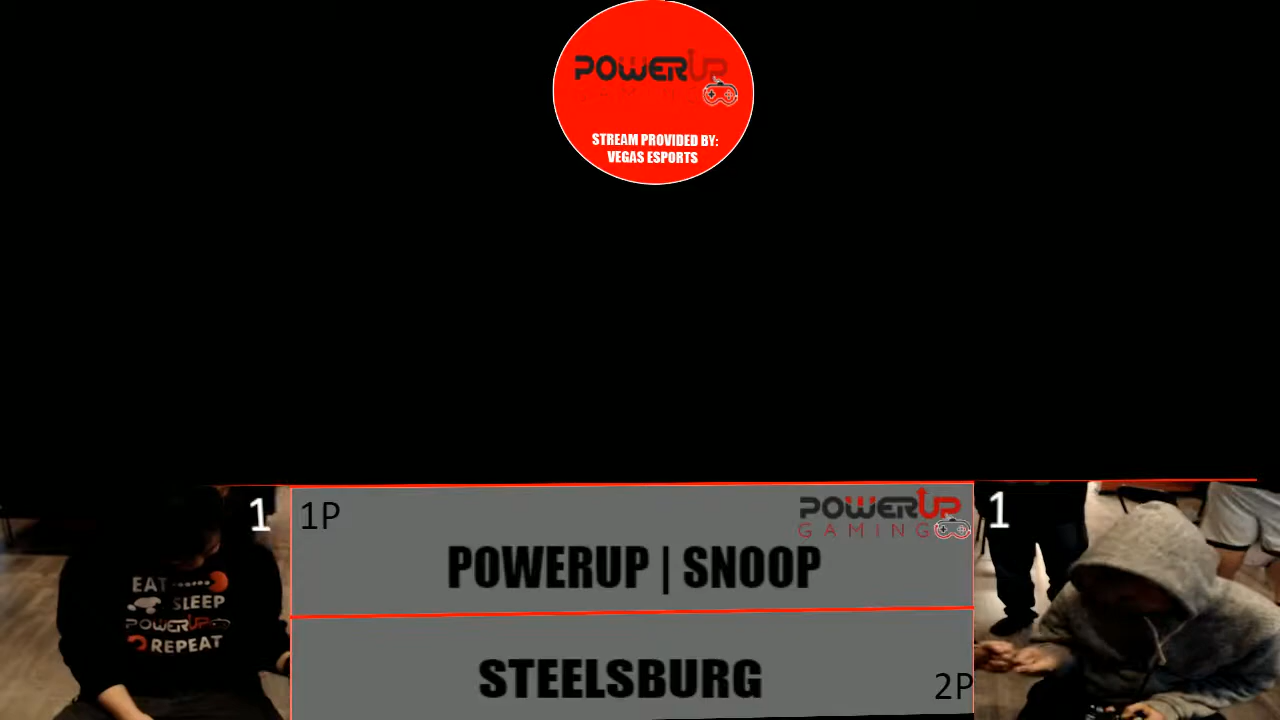 POWERUP
GAMING
STREAM PROVIDED BY:
VEGAS ESPORTS
1
1P
POWERUP
GAMING
1
POWERUP | SNOOP
EAT
SLEEP
POWERUP
REPEAT
STEELSBURG
2P